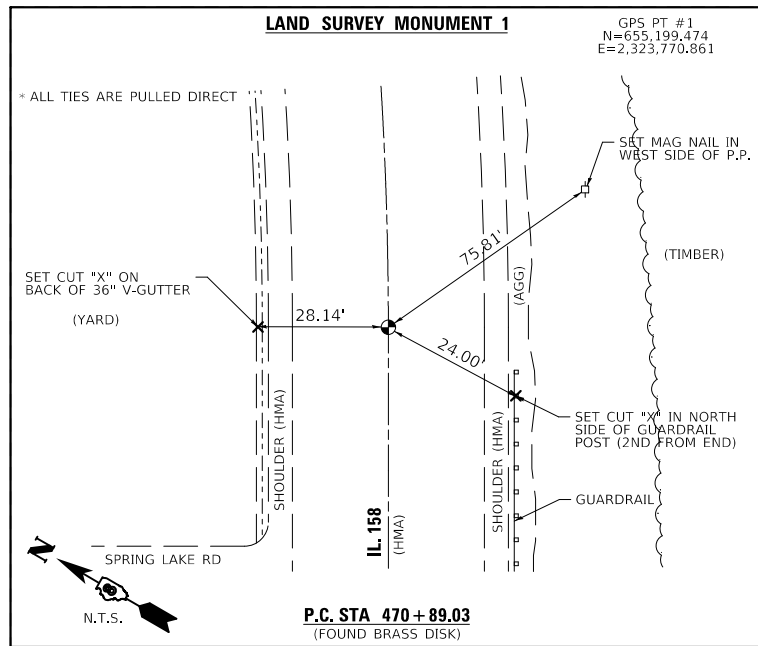 LAND SURVEY MONUMENT 1
GPS PT #1
N=655,199.474
E=2,323,770.861
* ALL TIES ARE PULLED DIRECT
SET MAG NAIL IN
WEST SIDE OF P.P.
75.81'
(TIMBER)
(AGG)
SET CUT "X" ON
BACK OF 36" V-GUTTER
(YARD)
28.14'
24.00'
SHOULDER (HMA)
SHOULDER (HMA)
SET CUT "X" IN NORTH
SIDE OF GUARDRAIL
POST (2ND FROM END)
GUARDRAIL
IL. 158
(HMA)
SPRING LAKE RD
N
N.T.S.
P.C. STA 470+89.03
(FOUND BRASS DISK)